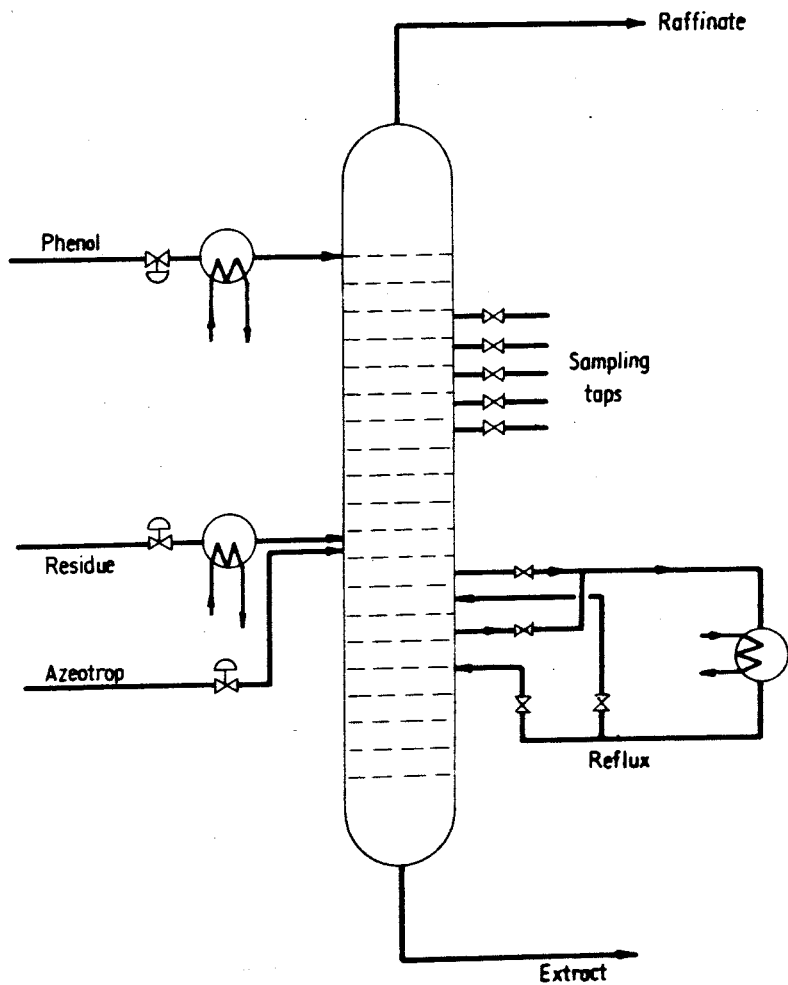 Raffinate
Phenol
Sampling
taps
Residue
Azeotrop
Reflux
Extract